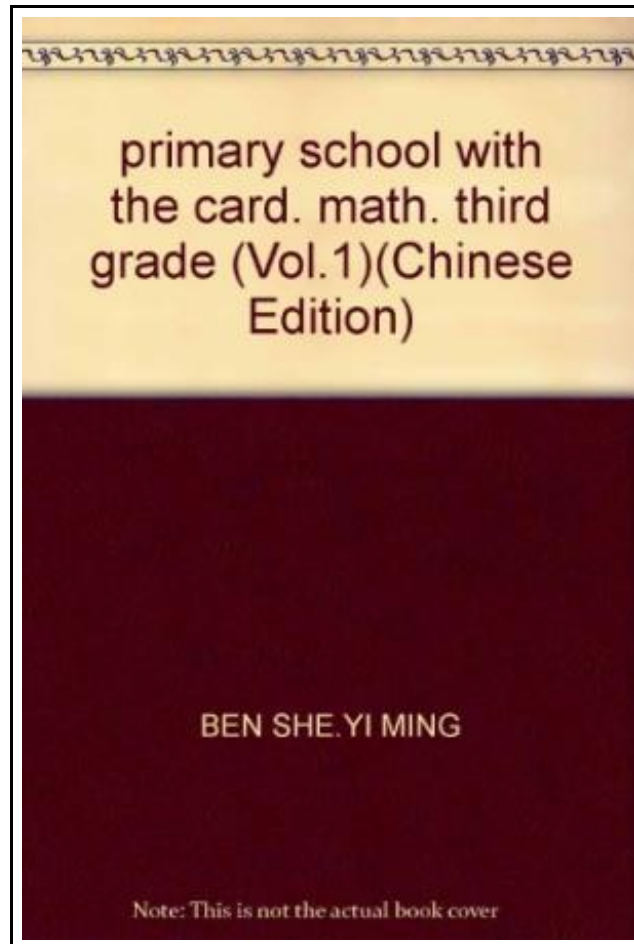 primary school with
the card. math. third
grade (Vol.1)(Chinese
Edition)
BEN SHE.YI MING
Note: This is not the actual book cover